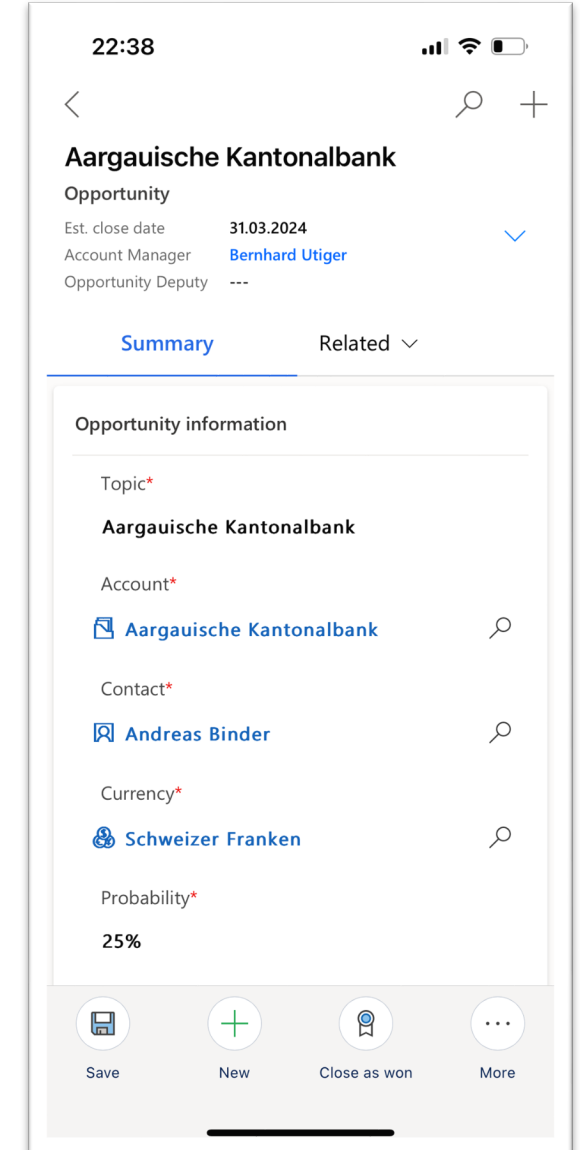 22:38
Aargauische Kantonalbank
Opportunity
Est. close date 31.03.2024
Account Manager Bernhard Utiger
Opportunity Deputy ---
Summary Related
Opportunity information
Topic*
Aargauische Kantonalbank
Account*
Aargauische Kantonalbank
Contact*
Andreas Binder
Currency*
Schweizer Franken
Probability*
25%
Save New Close as won More